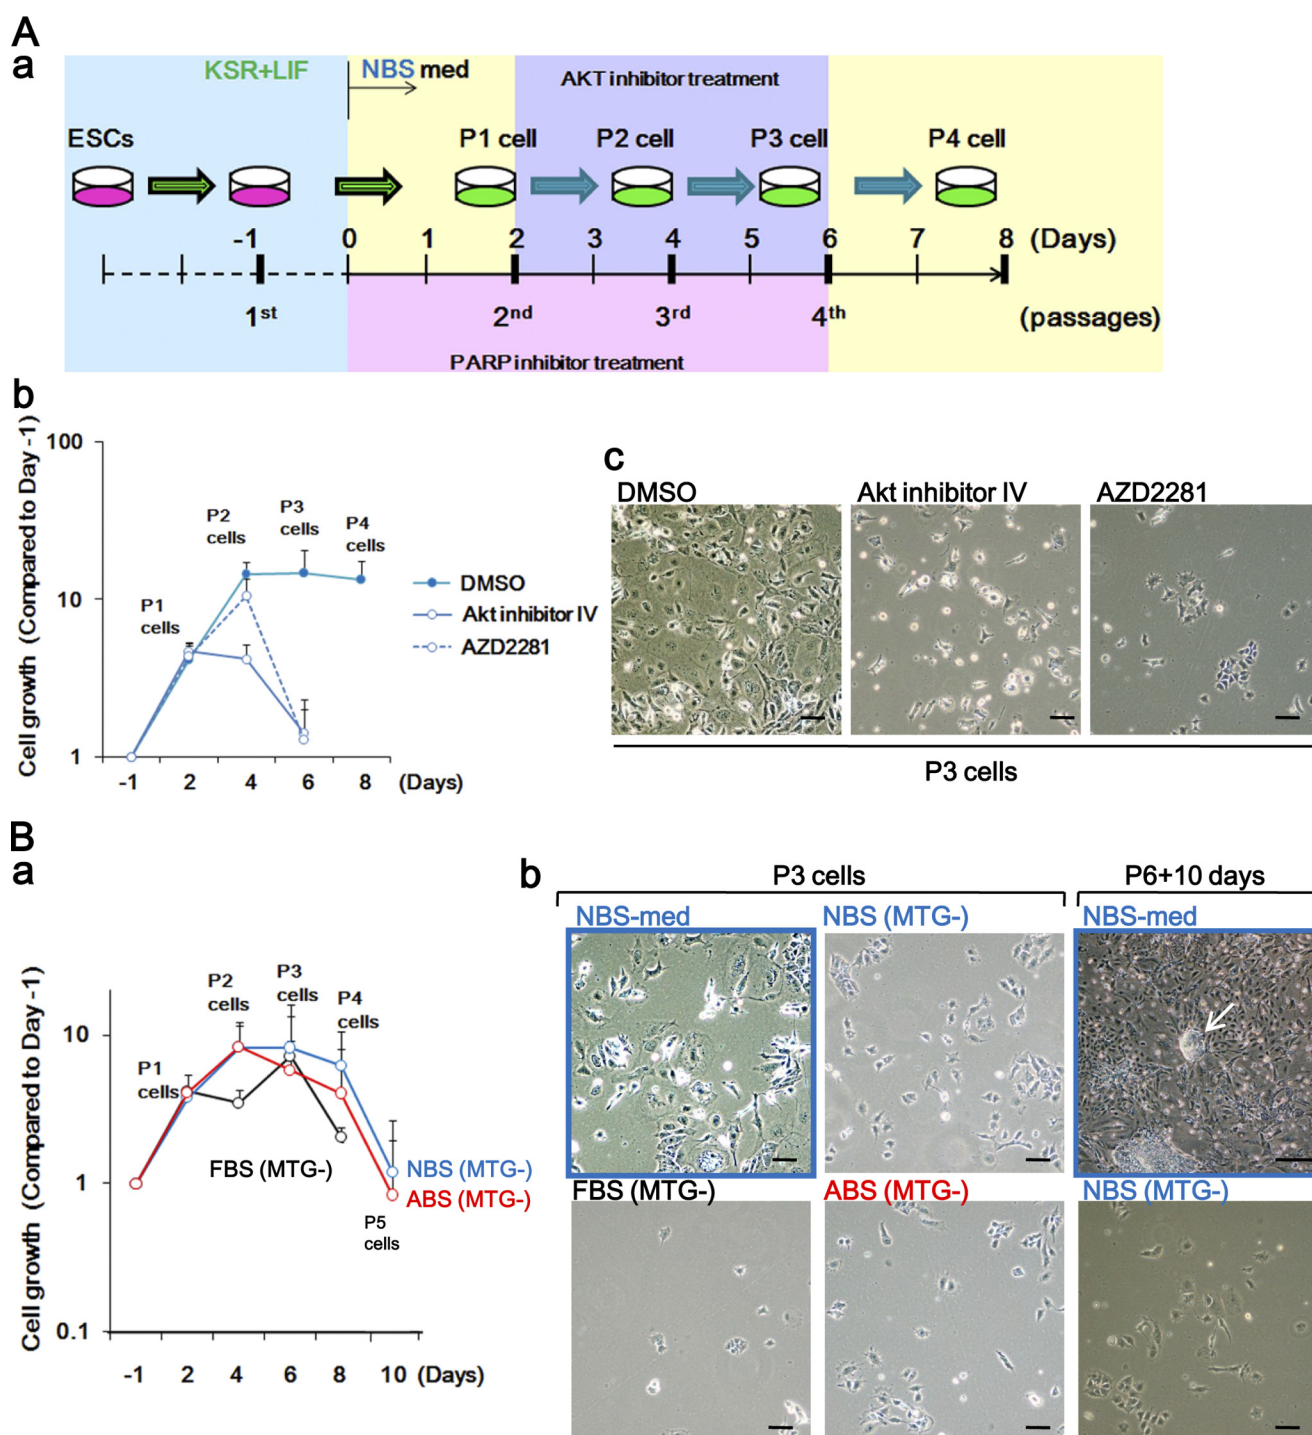 A
a
KSR+LIF
NBS med
AKT inhibitor treatment
ESCs
P1 cell
P2 cell
P3 cell
P4 cell
-1 0 1 2 3 4 5 6 7 8 (Days)
1st 2nd 3rd 4th (passages)
PARP inhibitor treatment
b
Cell growth (Compared to Day -1)
100
10
1
P1
cells
P2
cells
P3
cells
P4
cells
DMSO
Akt inhibitor IV
AZD2281
-1 2 4 6 8 (Days)
c
DMSO
Akt inhibitor IV
AZD2281
P3 cells
B
a
Cell growth (Compared to Day -1)
10
1
0.1
P1
cells
P2
cells
P3
cells
P4
cells
FBS (MTG-)
NBS (MTG-)
ABS (MTG-)
P5
cells
-1 2 4 6 8 10 (Days)
b
P3 cells
P6+10 days
NBS-med
NBS (MTG-)
NBS-med
FBS (MTG-)
ABS (MTG-)
NBS (MTG-)